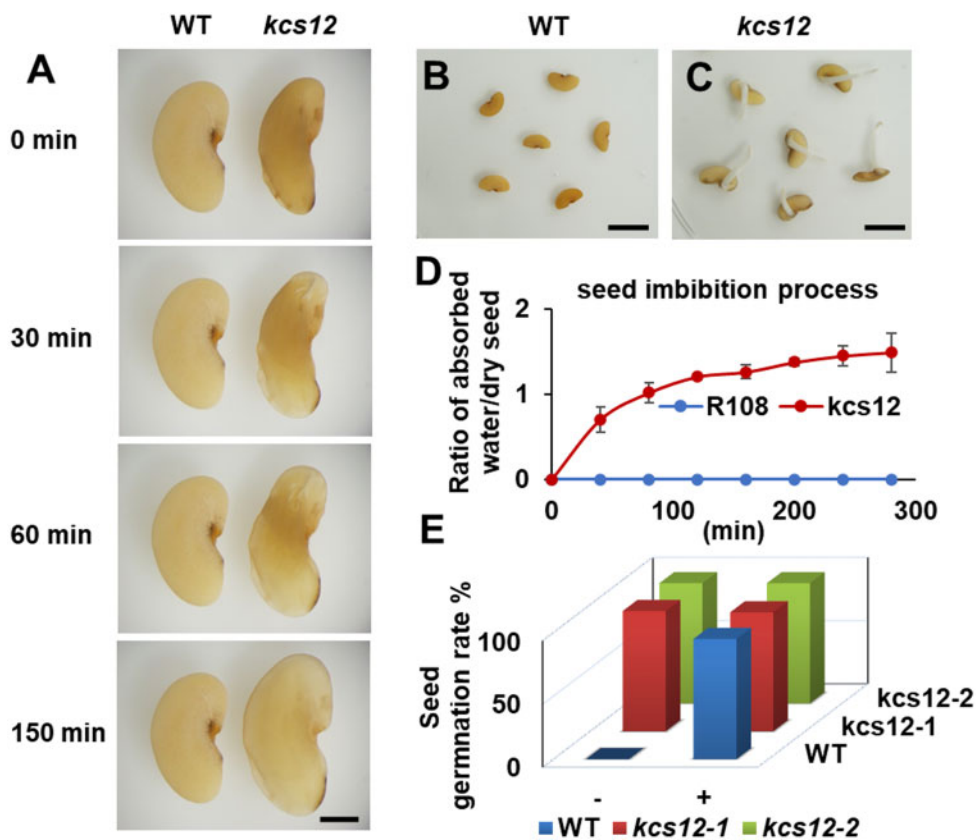 WT kcs12
A
0 min
30 min
60 min
150 min
WT kcs12
B
C
D
seed imbibition process
Ratio of absorbed
water/dry seed
2
1
0
R108 kcs12
0 100 200 300
(min)
E
Seed
germnation rate %
100
50
0
kcs12-2
kcs12-1
WT
- +
WT kcs12-1 kcs12-2